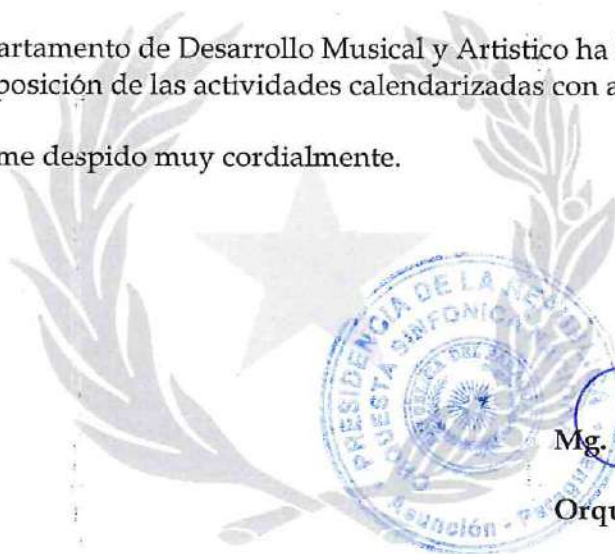 artamento de Desarrollo Musical y Artistico ha
posición de las actividades calendarizadas con a
me despido muy cordialmente.
PRESIDENCIA DE LA
ORQUESTA SINFONICA
Mg.
Orqu
Asunción -